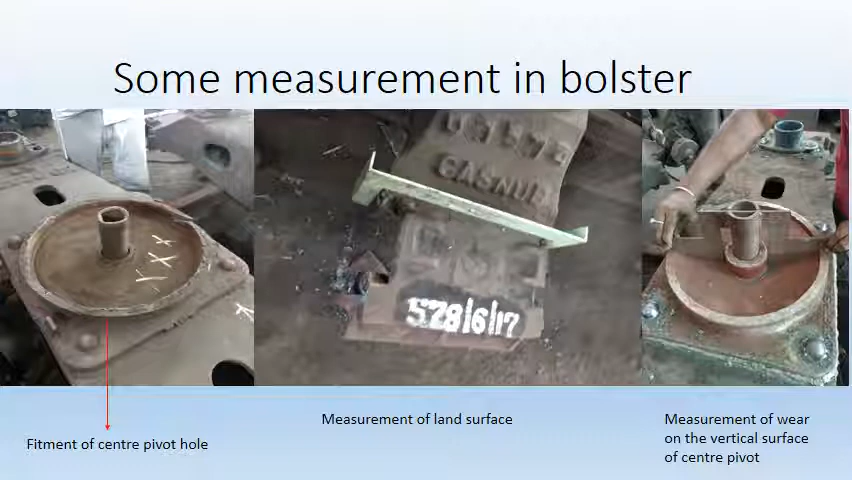 Some measurement in bolster
CASNUB
528/6/17
Fitment of centre pivot hole
Measurement of land surface
Measurement of wear
on the vertical surface
of centre pivot